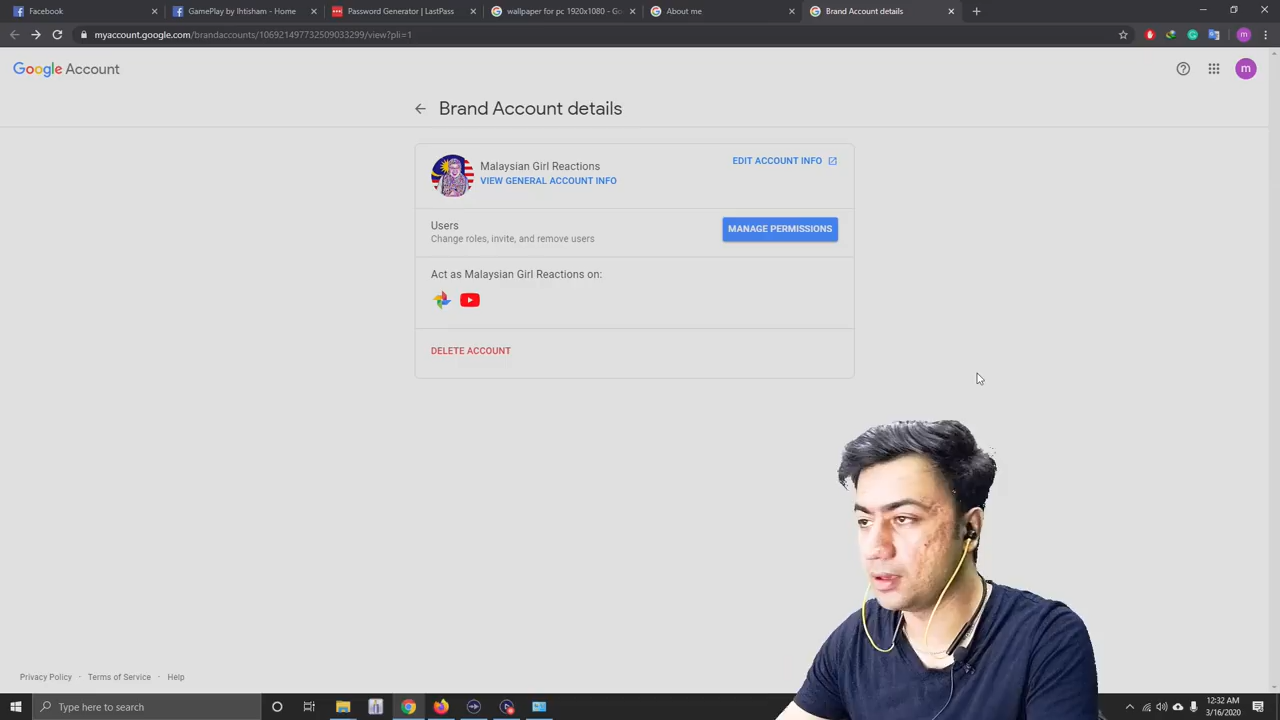 Facebook
GamePlay by Ihtisham - Home
Password Generator | LastPass
wallpaper for pc 1920x1080 - Go
About me
Brand Account details
myaccount.google.com/brandaccounts/106921497732509033299/view?pli=1
m
Google Account
m
Brand Account details
Malaysian Girl Reactions
EDIT ACCOUNT INFO
VIEW GENERAL ACCOUNT INFO
Users
MANAGE PERMISSIONS
Change roles, invite, and remove users
Act as Malaysian Girl Reactions on:
DELETE ACCOUNT
Privacy Policy · Terms of Service · Help
Type here to search
12:32 AM
3/16/2020